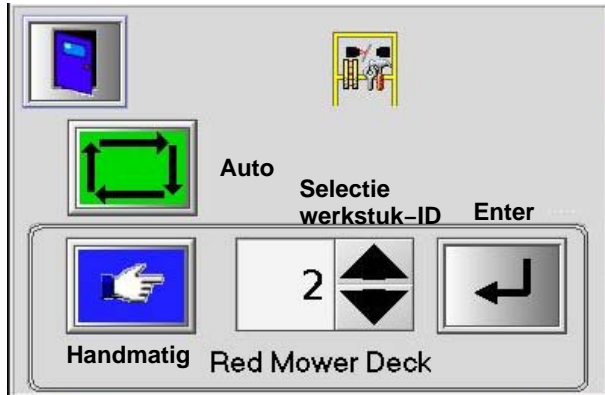 Auto
Selectie
werkstuk–ID
Enter
2
Handmatig
Red Mower Deck